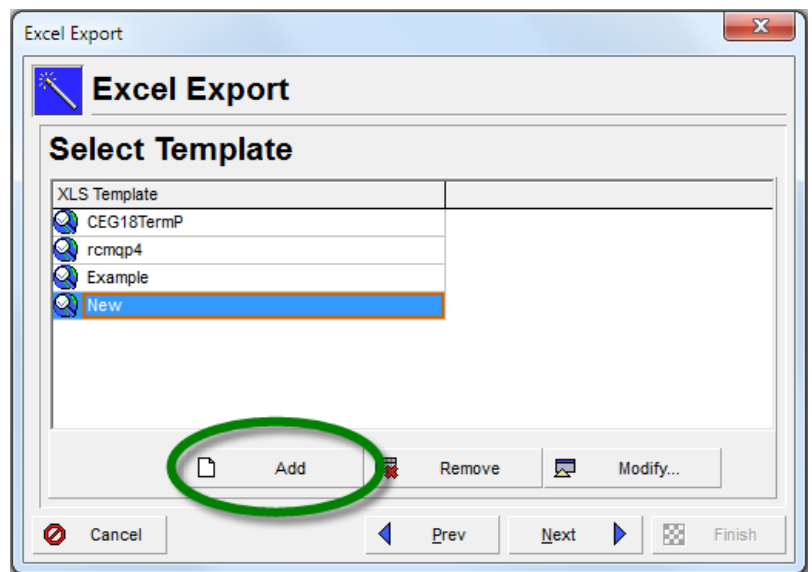 Excel Export
Excel Export
Select Template
XLS Template
CEG18TermP
rcmqp4
Example
New
Add Remove Modify...
Cancel Prev Next Finish